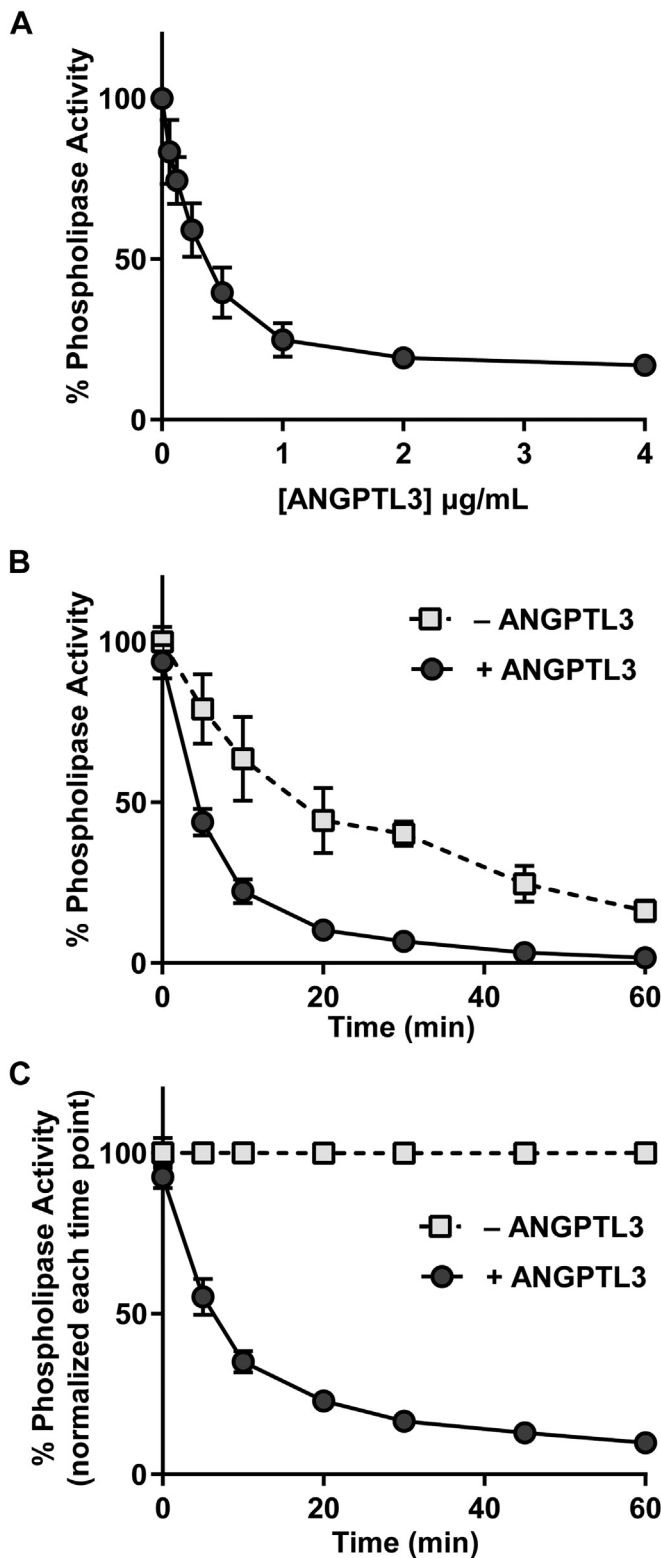 A
% Phospholipase Activity
100
50
0
0 1 2 3 4
[ANGPTL3] µg/mL
B
% Phospholipase Activity
100
50
0
– ANGPTL3
+ ANGPTL3
0 20 40 60
Time (min)
C
% Phospholipase Activity
(normalized each time point)
100
50
0
– ANGPTL3
+ ANGPTL3
0 20 40 60
Time (min)